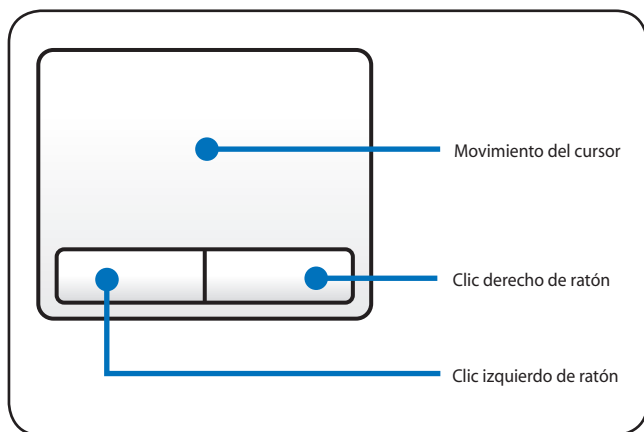 Movimiento del cursor
Clic derecho de ratón
Clic izquierdo de ratón